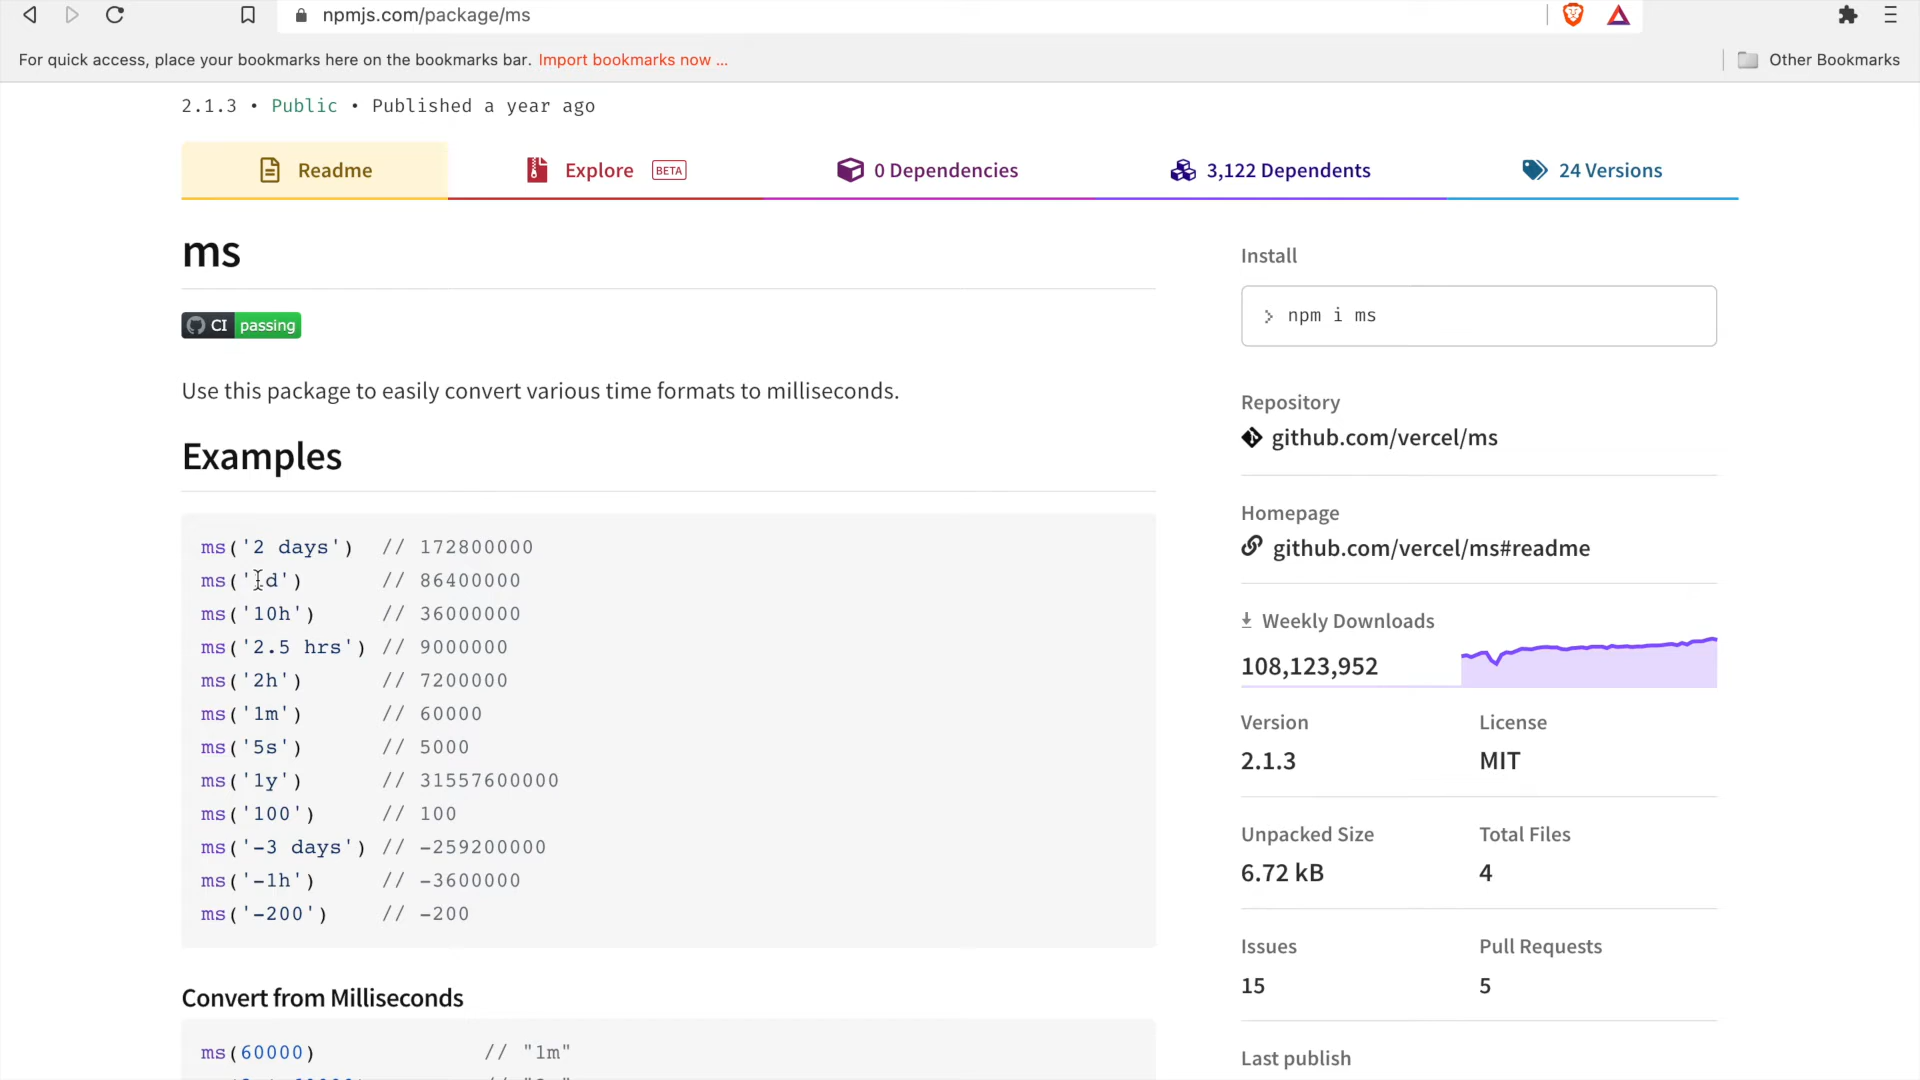 npmjs.com/package/ms
For quick access, place your bookmarks here on the bookmarks bar. Import bookmarks now ...
Other Bookmarks
2.1.3 • Public • Published a year ago
Readme
Explore BETA
0 Dependencies
3,122 Dependents
24 Versions
ms
CI passing
Use this package to easily convert various time formats to milliseconds.
Examples
ms('2 days')  // 172800000
ms('1d')      // 86400000
ms('10h')     // 36000000
ms('2.5 hrs') // 9000000
ms('2h')      // 7200000
ms('1m')      // 60000
ms('5s')      // 5000
ms('1y')      // 31557600000
ms('100')     // 100
ms('-3 days') // -259200000
ms('-1h')     // -3600000
ms('-200')    // -200
Convert from Milliseconds
ms(60000)             // "1m"
Install
> npm i ms
Repository
github.com/vercel/ms
Homepage
github.com/vercel/ms#readme
Weekly Downloads
108,123,952
Version
License
2.1.3
MIT
Unpacked Size
Total Files
6.72 kB
4
Issues
Pull Requests
15
5
Last publish